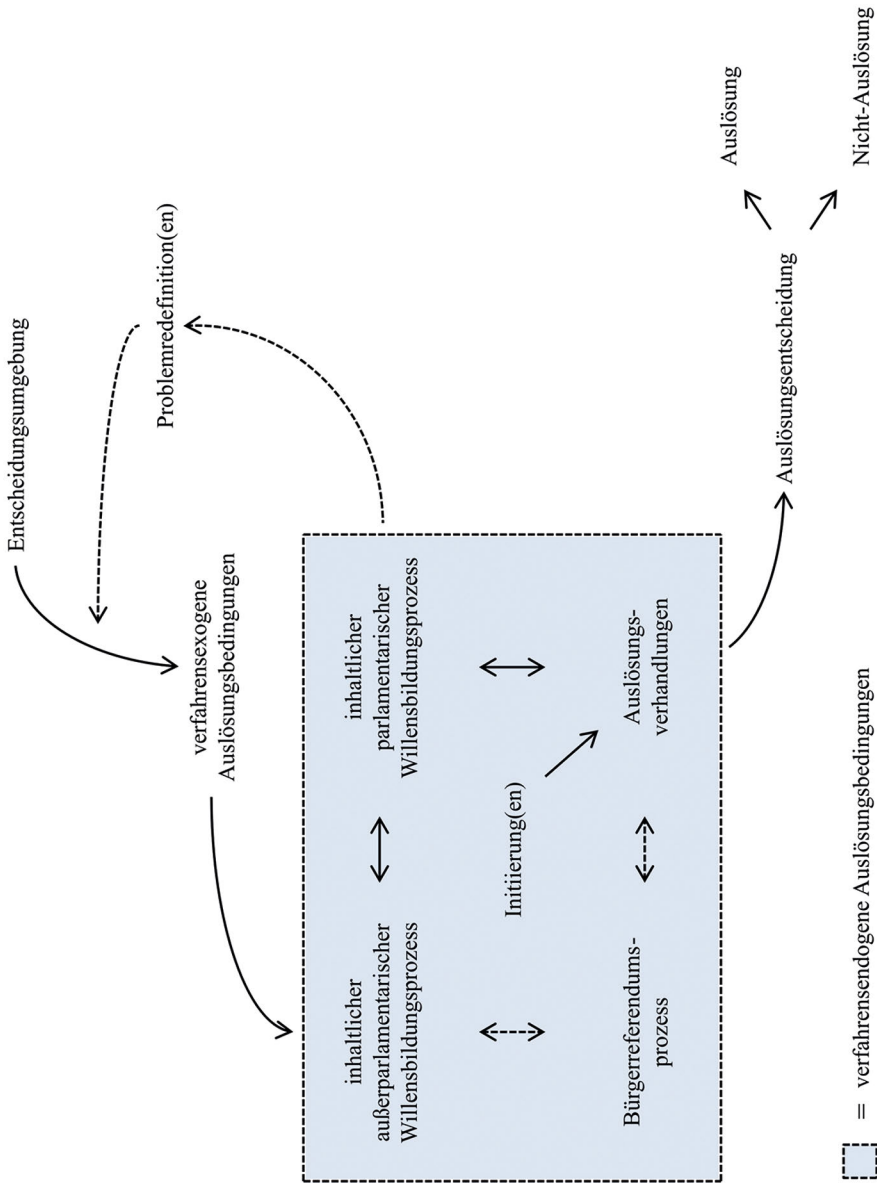 Entscheidungsumgebung
Problemredefinition(en)
verfahrensexogene
Auslösungsbedingungen
inhaltlicher
außerparlamentarischer
Willensbildungsprozess
inhaltlicher
parlamentarischer
Willensbildungsprozess
Initiierung(en)
Bürgerreferendums-
prozess
Auslösungs-
verhandlungen
Auslösungsentscheidung
Auslösung
Nicht-Auslösung
= verfahrensendogene Auslösungsbedingungen